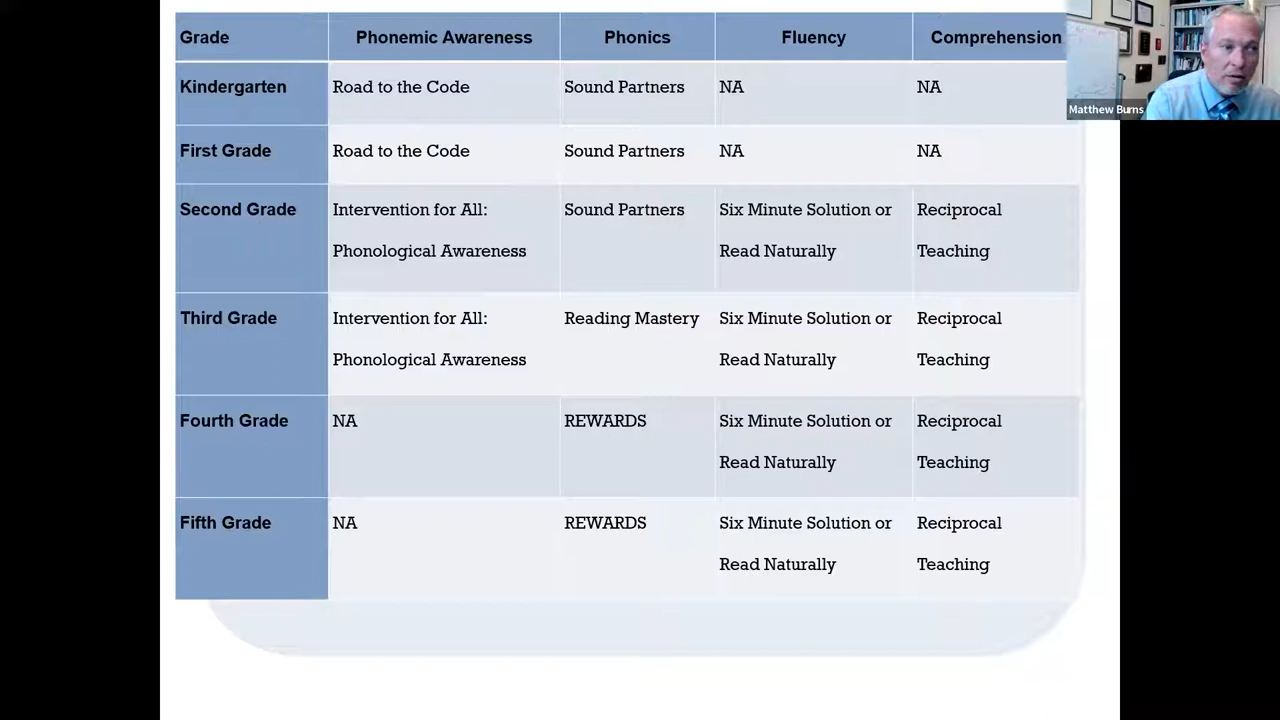 Grade Phonemic Awareness Phonics Fluency Comprehension
Matthew Burns
Kindergarten Road to the Code Sound Partners NA NA
First Grade Road to the Code Sound Partners NA NA
Second Grade Intervention for All: Sound Partners Six Minute Solution or Reciprocal
Phonological Awareness Read Naturally Teaching
Third Grade Intervention for All: Reading Mastery Six Minute Solution or Reciprocal
Phonological Awareness Read Naturally Teaching
Fourth Grade NA REWARDS Six Minute Solution or Reciprocal
Read Naturally Teaching
Fifth Grade NA REWARDS Six Minute Solution or Reciprocal
Read Naturally Teaching